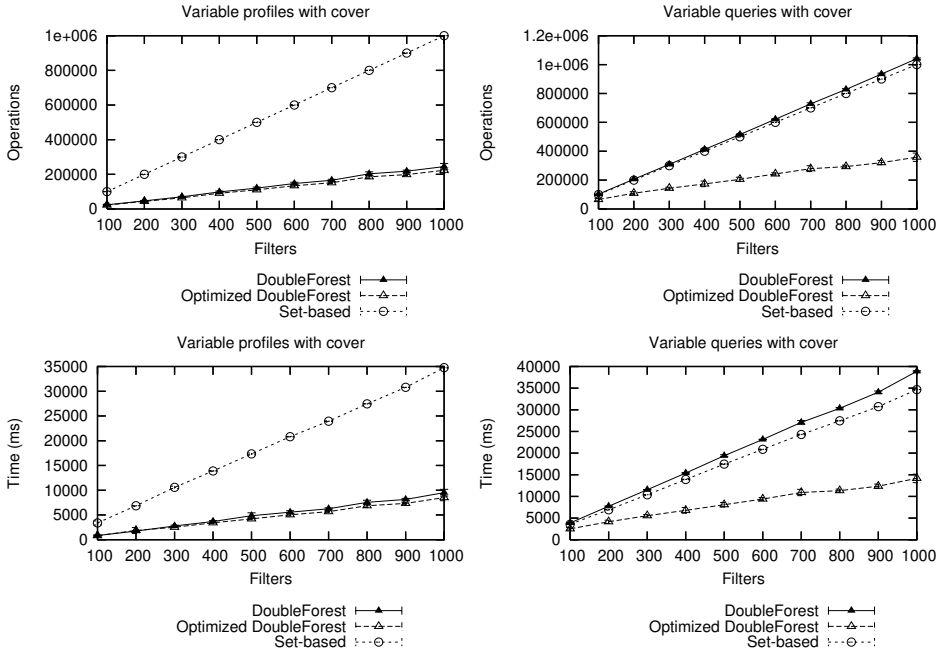 Variable profiles with cover
1e+006
800000
600000
400000
200000
0
Operations
100 200 300 400 500 600 700 800 900 1000
Filters
DoubleForest
Optimized DoubleForest
Set-based
Variable queries with cover
1.2e+006
1e+006
800000
600000
400000
200000
0
Operations
100 200 300 400 500 600 700 800 900 1000
Filters
DoubleForest
Optimized DoubleForest
Set-based
Variable profiles with cover
35000
30000
25000
20000
15000
10000
5000
0
Time (ms)
100 200 300 400 500 600 700 800 900 1000
Filters
DoubleForest
Optimized DoubleForest
Set-based
Variable queries with cover
40000
35000
30000
25000
20000
15000
10000
5000
0
Time (ms)
100 200 300 400 500 600 700 800 900 1000
Filters
DoubleForest
Optimized DoubleForest
Set-based